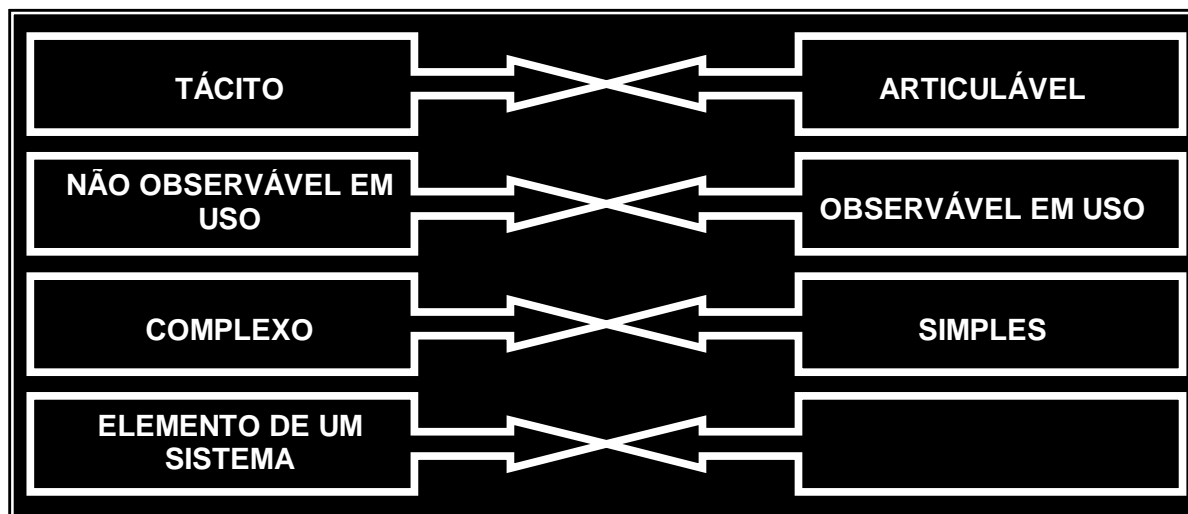 TÁCITO
ARTICULÁVEL
NÃO OBSERVÁVEL EM
USO
OBSERVÁVEL EM USO
COMPLEXO
SIMPLES
ELEMENTO DE UM
SISTEMA